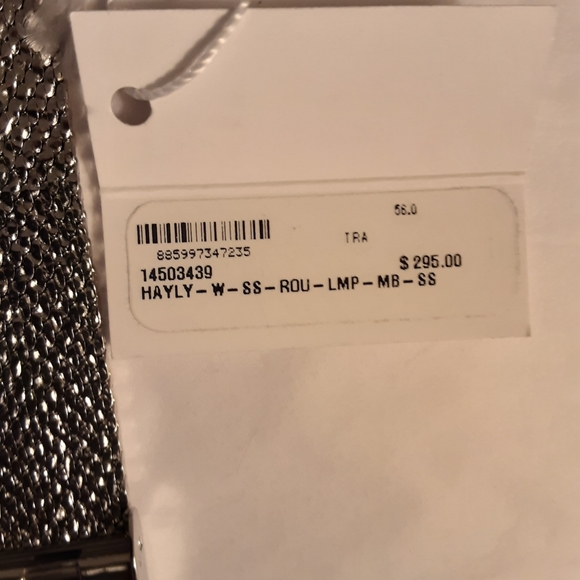 56.0
TRA
885997347235
14503439
$295.00
HAYLY-W-SS-ROU-LMP-MB-SS